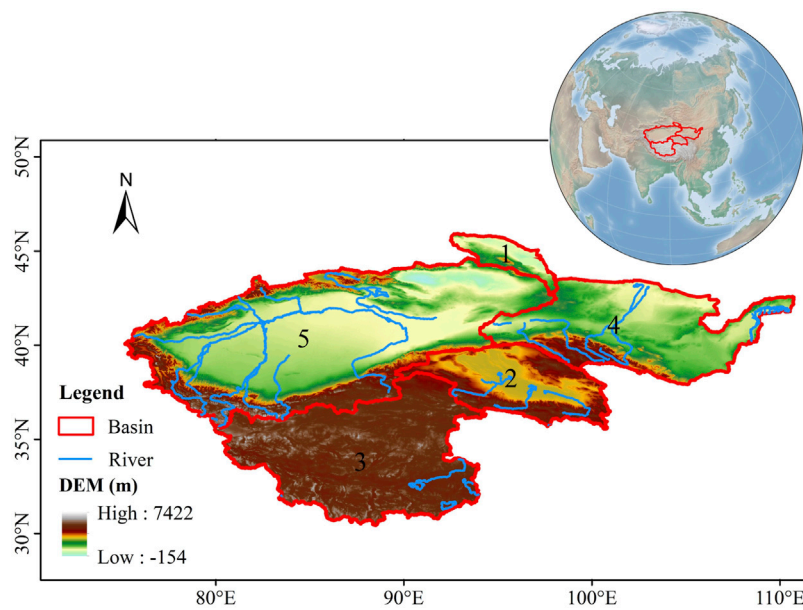 50°N
N
45°N
1
40°N
5
4
2
Legend
Basin
35°N
River
3
DEM (m)
High : 7422
30°N
Low : -154
80°E
90°E
100°E
110°E